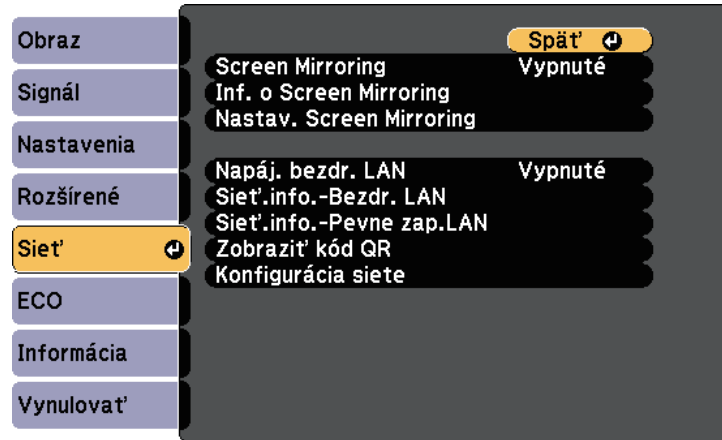 Obraz
Signál
Nastavenia
Rozšírené
Sieť
ECO
Informácia
Vynulovať
Späť
Screen Mirroring Vypnuté
Inf. o Screen Mirroring
Nastav. Screen Mirroring
Napáj. bezdr. LAN Vypnuté
Sieť.info.-Bezdr. LAN
Sieť.info.-Pevne zap.LAN
Zobraziť kód QR
Konfigurácia siete